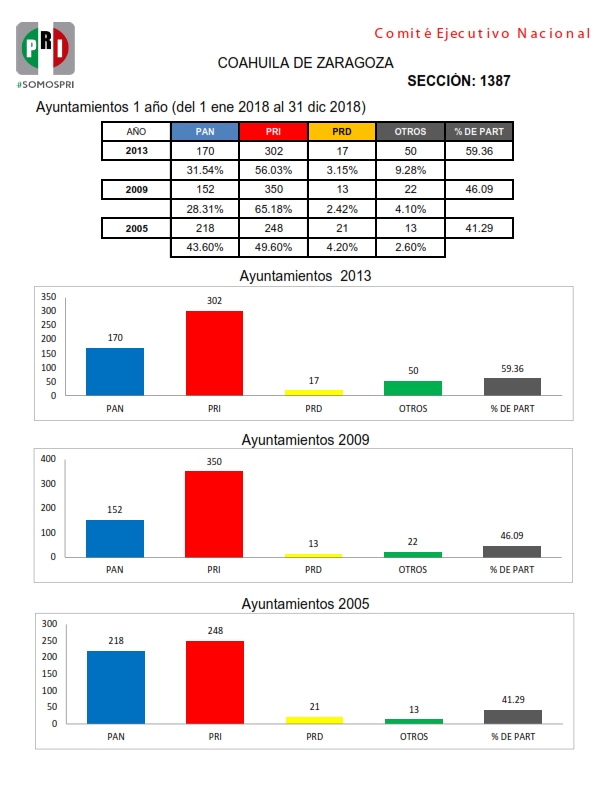 Comité Ejecutivo Nacional
PRI
#SOMOSPRI
COAHUILA DE ZARAGOZA
SECCIÓN: 1387
Ayuntamientos 1 año (del 1 ene 2018 al 31 dic 2018)
AÑO PAN PRI PRD OTROS % DE PART
2013 170 302 17 50 59.36
31.54% 56.03% 3.15% 9.28%
2009 152 350 13 22 46.09
28.31% 65.18% 2.42% 4.10%
2005 218 248 21 13 41.29
43.60% 49.60% 4.20% 2.60%
Ayuntamientos 2013
350
300
250
200
150
100
50
0
170 302 17 50 59.36
PAN PRI PRD OTROS % DE PART
Ayuntamientos 2009
400
300
200
100
0
152 350 13 22 46.09
PAN PRI PRD OTROS % DE PART
Ayuntamientos 2005
300
250
200
150
100
50
0
218 248 21 13 41.29
PAN PRI PRD OTROS % DE PART